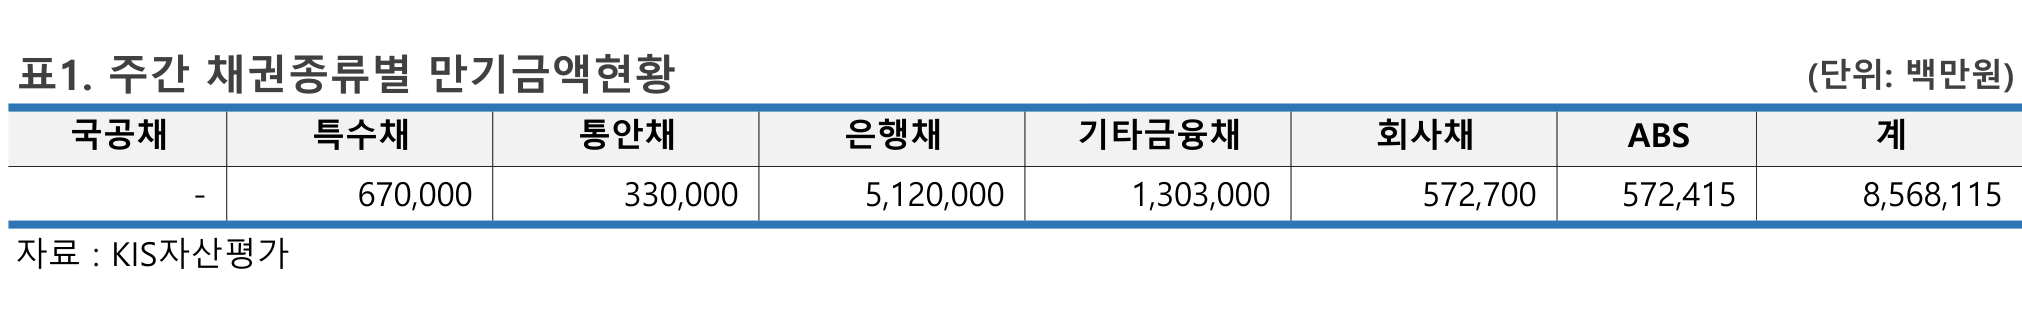 표1. 주간 채권종류별 만기금액현황 (단위: 백만원)
국공채 특수채 통안채 은행채 기타금융채 회사채 ABS 계
- 670,000 330,000 5,120,000 1,303,000 572,700 572,415 8,568,115
자료 : KIS자산평가